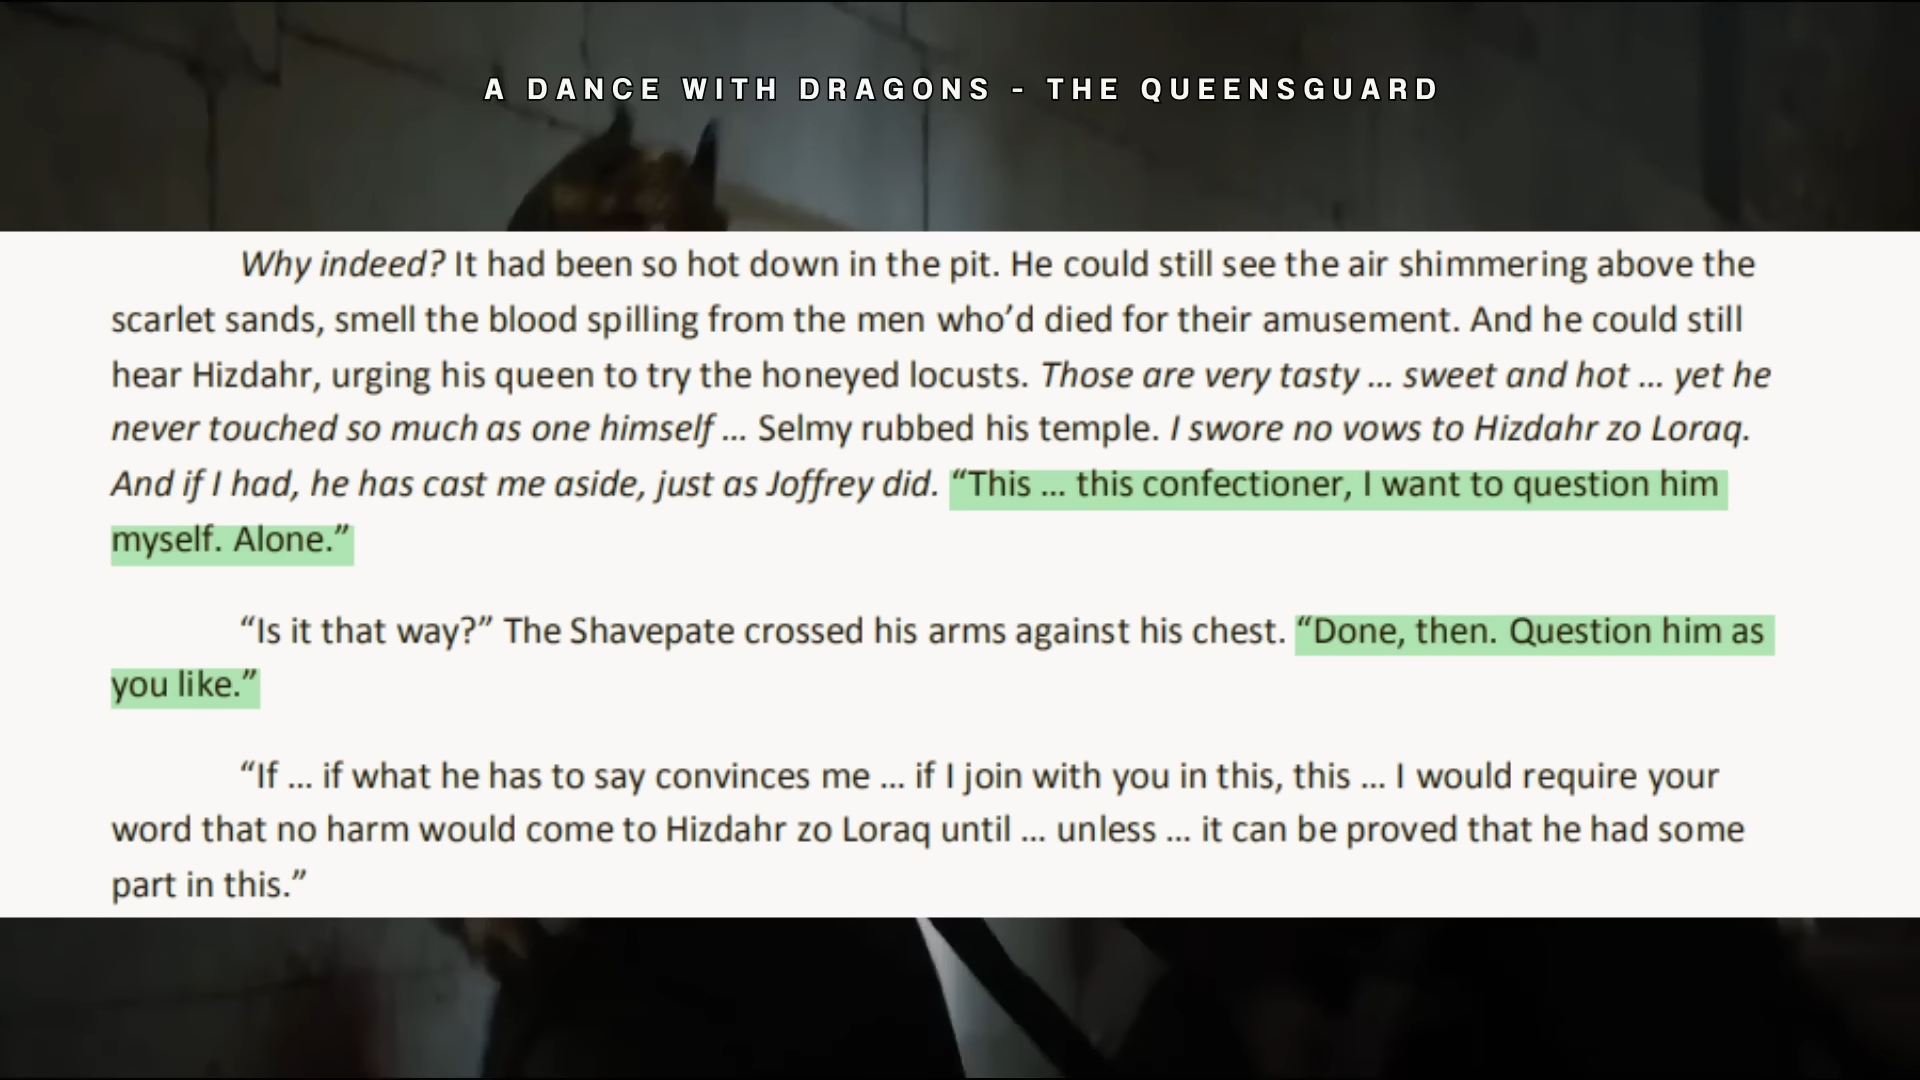 A DANCE WITH DRAGONS - THE QUEENSGUARD
Why indeed? It had been so hot down in the pit. He could still see the air shimmering above the
scarlet sands, smell the blood spilling from the men who’d died for their amusement. And he could still
hear Hizdahr, urging his queen to try the honeyed locusts. Those are very tasty ... sweet and hot ... yet he
never touched so much as one himself ... Selmy rubbed his temple. I swore no vows to Hizdahr zo Loraq.
And if I had, he has cast me aside, just as Joffrey did. “This ... this confectioner, I want to question him
myself. Alone.”
“Is it that way?” The Shavepate crossed his arms against his chest. “Done, then. Question him as
you like.”
“If ... if what he has to say convinces me ... if I join with you in this, this ... I would require your
word that no harm would come to Hizdahr zo Loraq until ... unless ... it can be proved that he had some
part in this.”